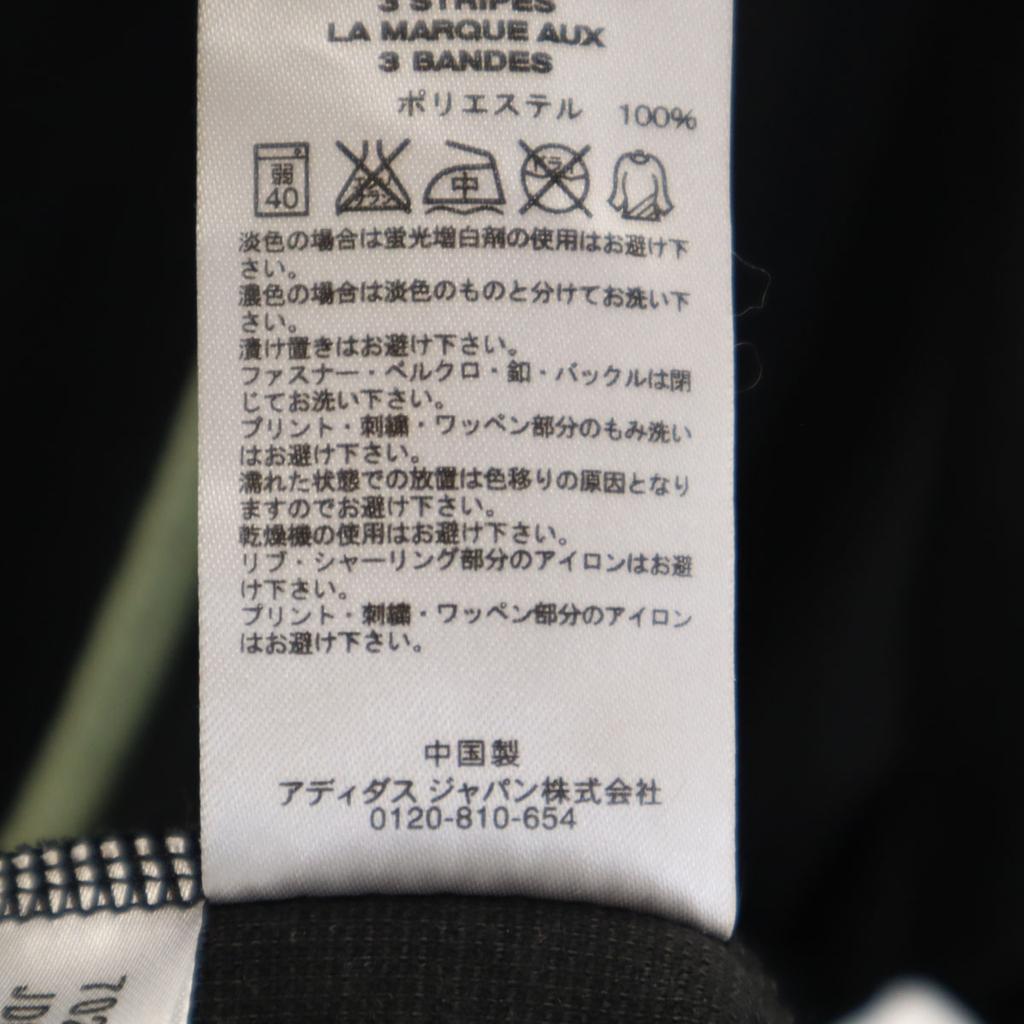 3 STRIPES
LA MARQUE AUX
3 BANDES
ポリエステル 100%
弱 40 エンソ サラシ 中 ドライ
淡色の場合は蛍光増白剤の使用はお避け下
さい。
濃色の場合は淡色のものと分けてお洗い下
さい。
漬け置きはお避け下さい。
ファスナー・ベルクロ・釦・バックルは閉
じてお洗い下さい。
プリント・刺繍・ワッペン部分のもみ洗い
はお避け下さい。
濡れた状態での放置は色移りの原因となり
ますのでお避け下さい。
乾燥機の使用はお避け下さい。
リブ・シャーリング部分のアイロンはお避
け下さい。
プリント・刺繍・ワッペン部分のアイロン
はお避け下さい。
中国製
アディダス ジャパン株式会社
0120-810-654